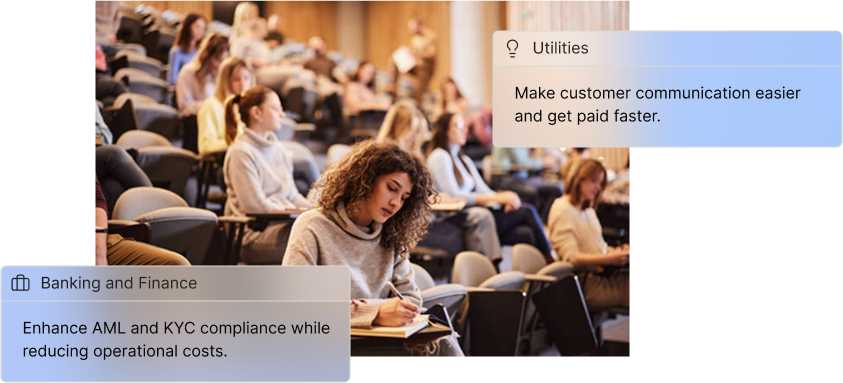 Utilities
Make customer communication easier
and get paid faster.
Banking and Finance
Enhance AML and KYC compliance while
reducing operational costs.